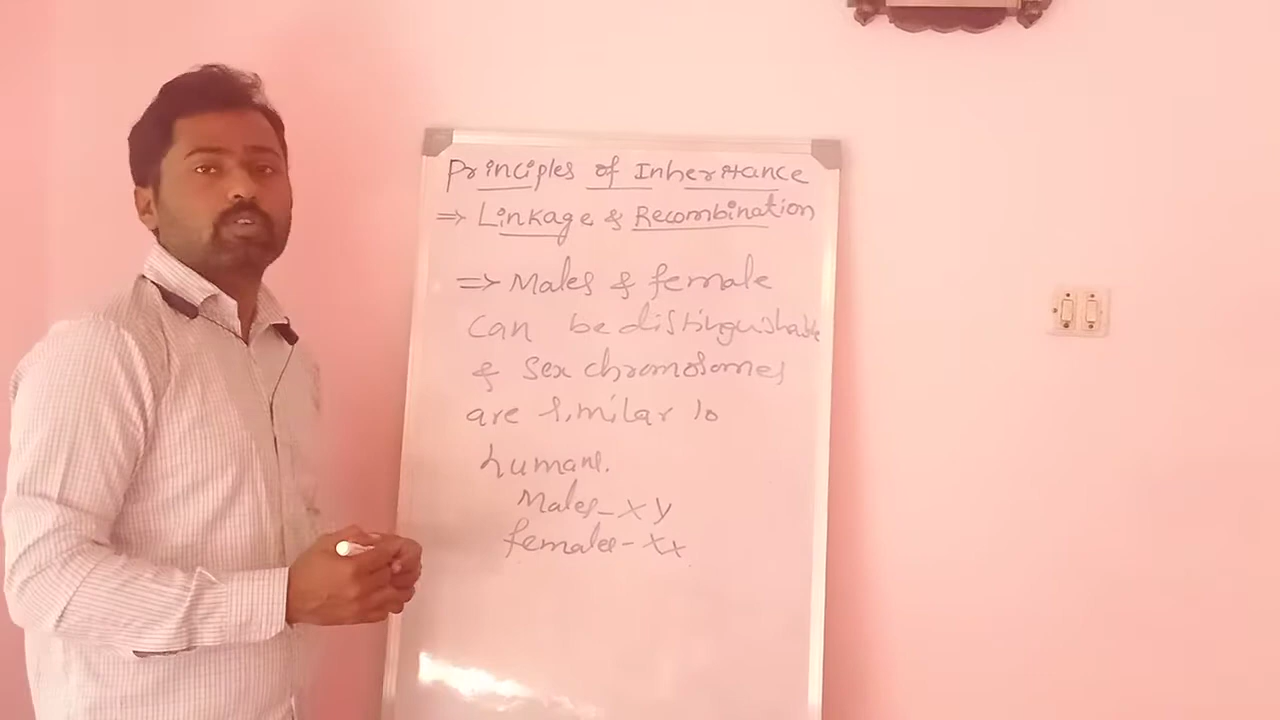 Principles of Inheritance
⇒ Linkage & Recombination
⇒ Males & female
can be distinguishable
& sex chromosomes
are similar to
humans.
Males - XY
females - XX